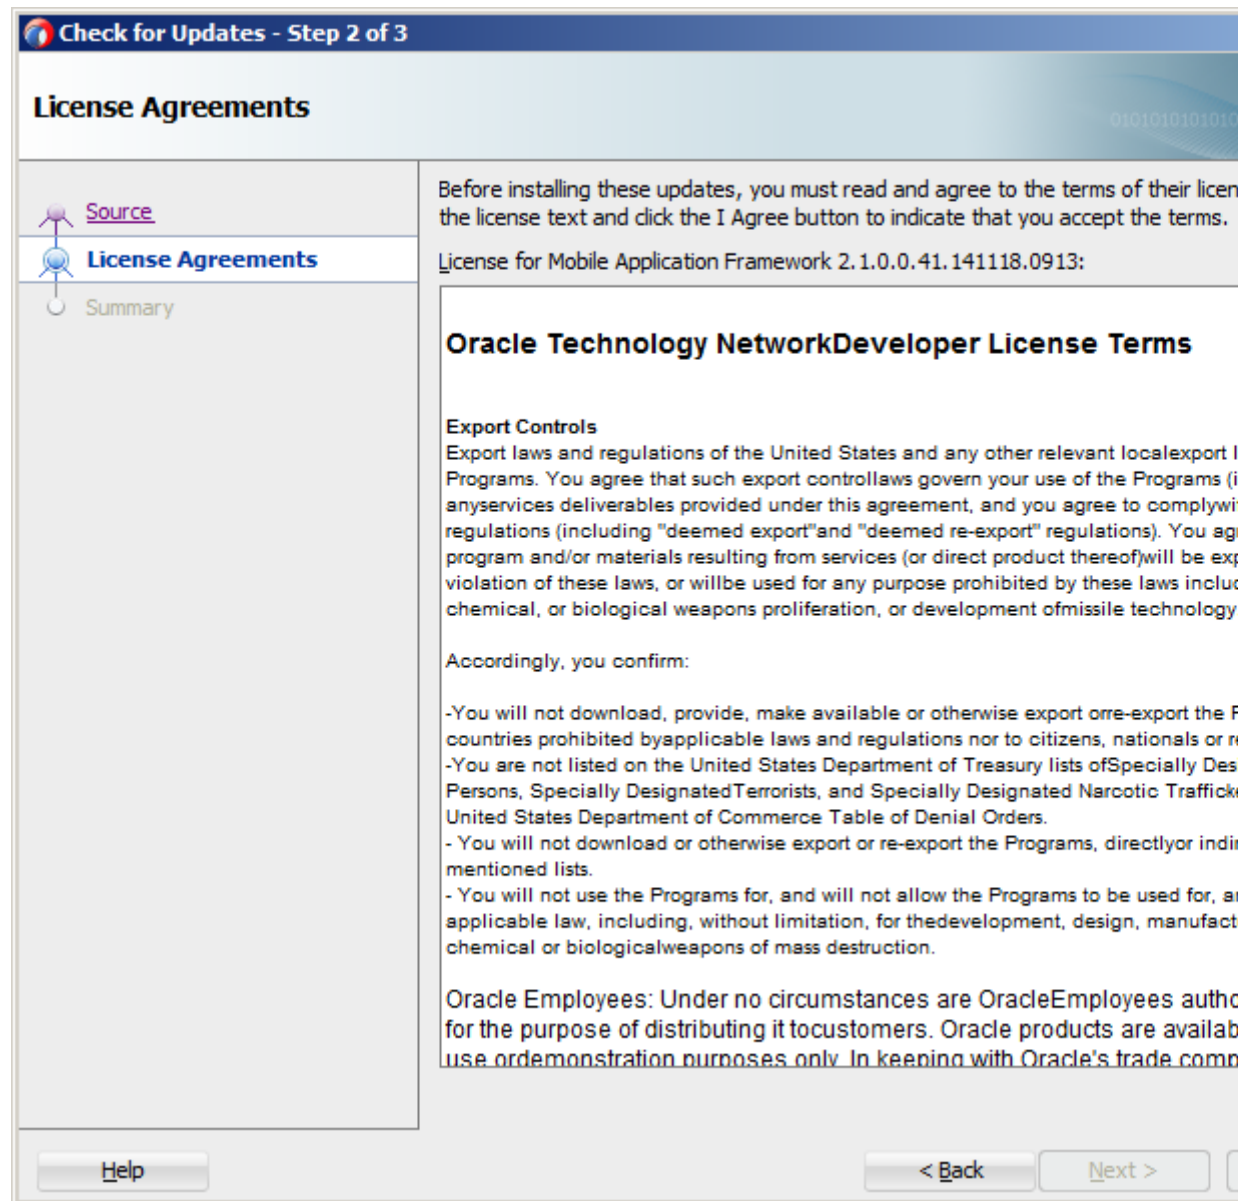 Check for Updates - Step 2 of 3
License Agreements
010101010101
Source
License Agreements
Summary
Before installing these updates, you must read and agree to the terms of their
the license text and click the I Agree button to indicate that you accept the terms.
License for Mobile Application Framework 2.1.0.0.41.141118.0913:
Oracle Technology NetworkDeveloper License Terms
Export Controls
Export laws and regulations of the United States and any other relevant localexport
Programs. You agree that such export controllaws govern your use of the Programs
anyservices deliverables provided under this agreement, and you agree to
regulations (including "deemed export"and "deemed re-export" regulations). You
program and/or materials resulting from services (or direct product thereof)will be
violation of these laws, or willbe used for any purpose prohibited by these laws
chemical, or biological weapons proliferation, or development ofmissile technology
Accordingly, you confirm:
-You will not download, provide, make available or otherwise export orre-export the
countries prohibited byapplicable laws and regulations nor to citizens, nationals or
-You are not listed on the United States Department of Treasury lists ofSpecially
Persons, Specially DesignatedTerrorists, and Specially Designated Narcotic
United States Department of Commerce Table of Denial Orders.
- You will not download or otherwise export or re-export the Programs, directlyor
mentioned lists.
- You will not use the Programs for, and will not allow the Programs to be used for,
applicable law, including, without limitation, for thedevelopment, design,
chemical or biologicalweapons of mass destruction.
Oracle Employees: Under no circumstances are OracleEmployees
for the purpose of distributing it tocustomers. Oracle products are
use ordemonstration purposes only. In keeping with Oracle's trade
Help
< Back
Next >